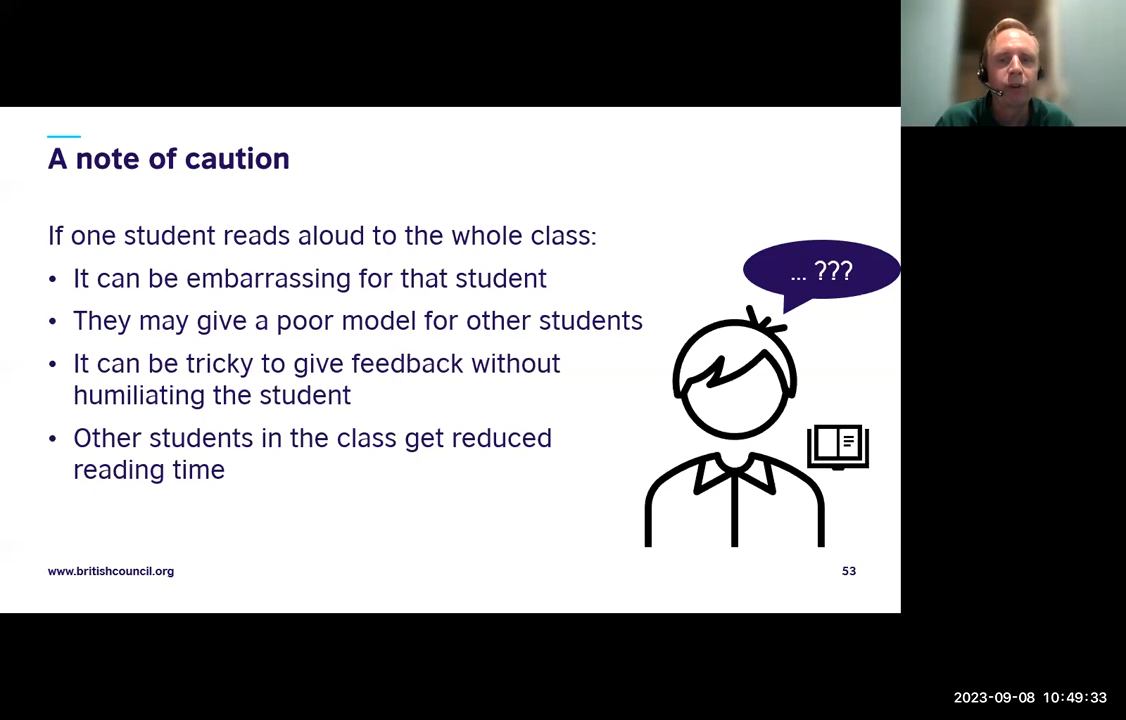 A note of caution
If one student reads aloud to the whole class:
• It can be embarrassing for that student
• They may give a poor model for other students
• It can be tricky to give feedback without
humiliating the student
• Other students in the class get reduced
reading time
... ???
www.britishcouncil.org
53
2023-09-08 10:49:33